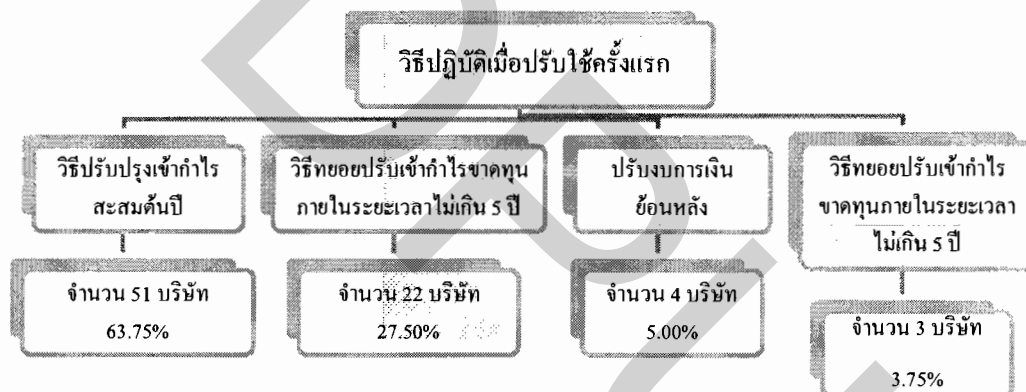 วิธีปฏิบัติเมื่อปรับใช้ครั้งแรก
วิธีปรับปรุงเข้ากำไร
สะสมต้นปี
จำนวน 51 บริษัท
63.75%
วิธีทยอยปรับเข้ากำไรขาดทุน
ภายในระยะเวลาไม่เกิน 5 ปี
จำนวน 22 บริษัท
27.50%
ปรับงบการเงิน
ย้อนหลัง
จำนวน 4 บริษัท
5.00%
วิธีทยอยปรับเข้ากำไร
ขาดทุนภายในระยะเวลา
ไม่เกิน 5 ปี
จำนวน 3 บริษัท
3.75%